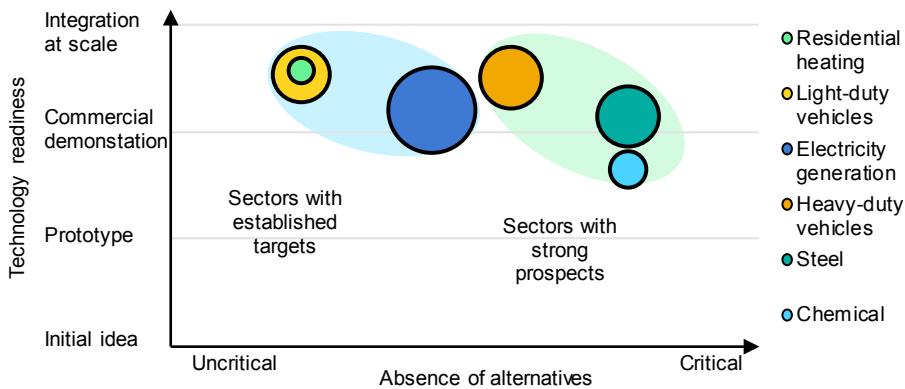 Integration
at scale
Commercial
demonstation
Prototype
Initial idea
Technology readiness
Uncritical
Critical
Absence of alternatives
Sectors with
established
targets
Sectors with
strong
prospects
Residential
heating
Light-duty
vehicles
Electricity
generation
Heavy-duty
vehicles
Steel
Chemical